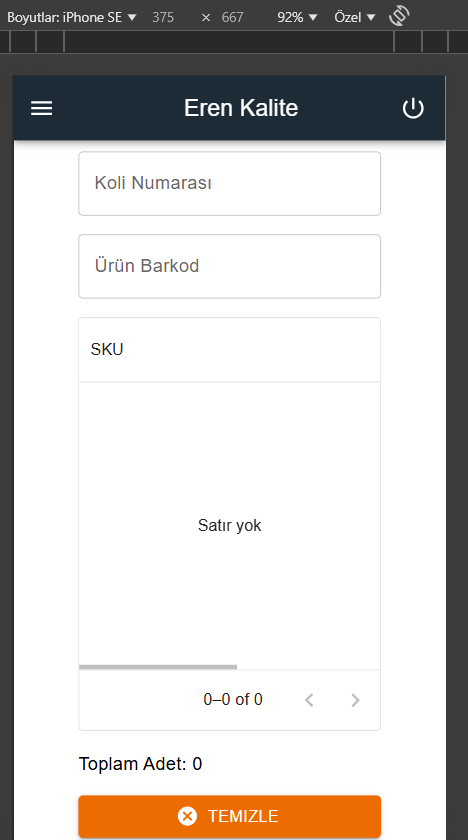 Boyutlar: iPhone SE 375 × 667 92% Özel
Eren Kalite
Koli Numarası
Ürün Barkod
SKU
Satır yok
0–0 of 0
Toplam Adet: 0
TEMIZLE